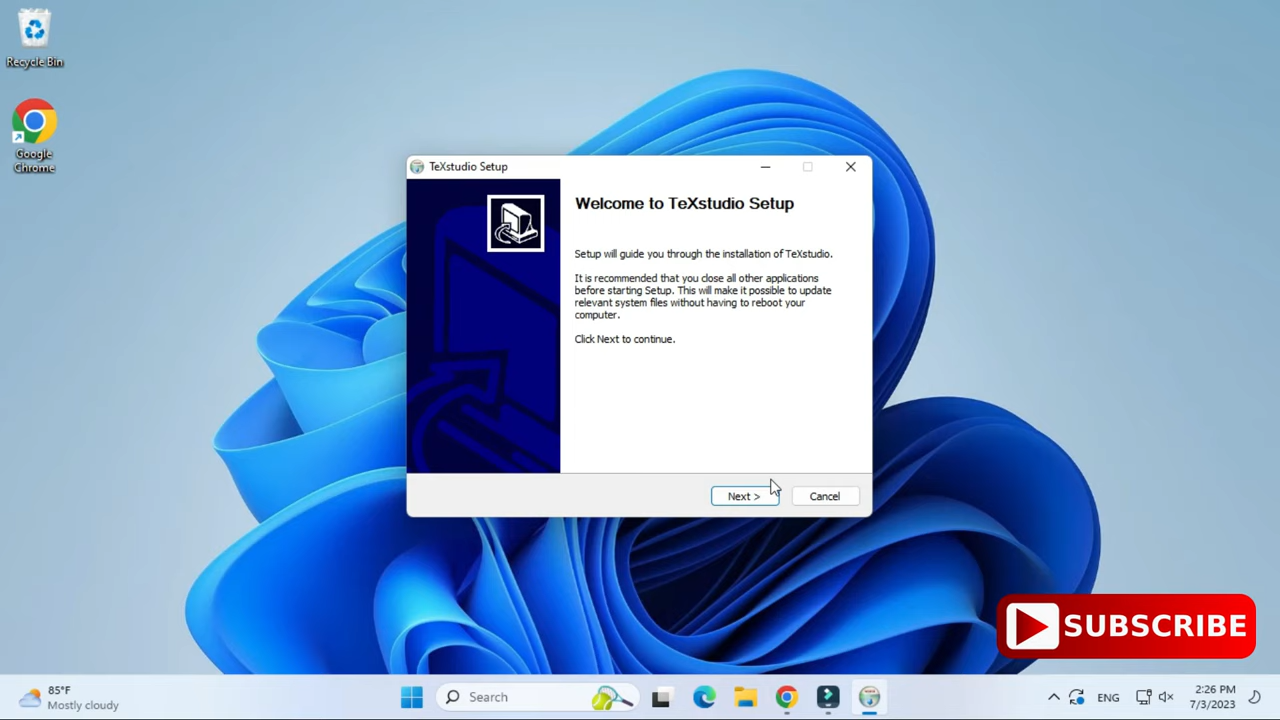 Recycle Bin
Google
Chrome
TeXstudio Setup
Welcome to TeXstudio Setup
Setup will guide you through the installation of TeXstudio.
It is recommended that you close all other applications
before starting Setup. This will make it possible to update
relevant system files without having to reboot your
computer.
Click Next to continue.
Next >
Cancel
SUBSCRIBE
85°F
Mostly cloudy
Search
ENG
2:26 PM
7/3/2023